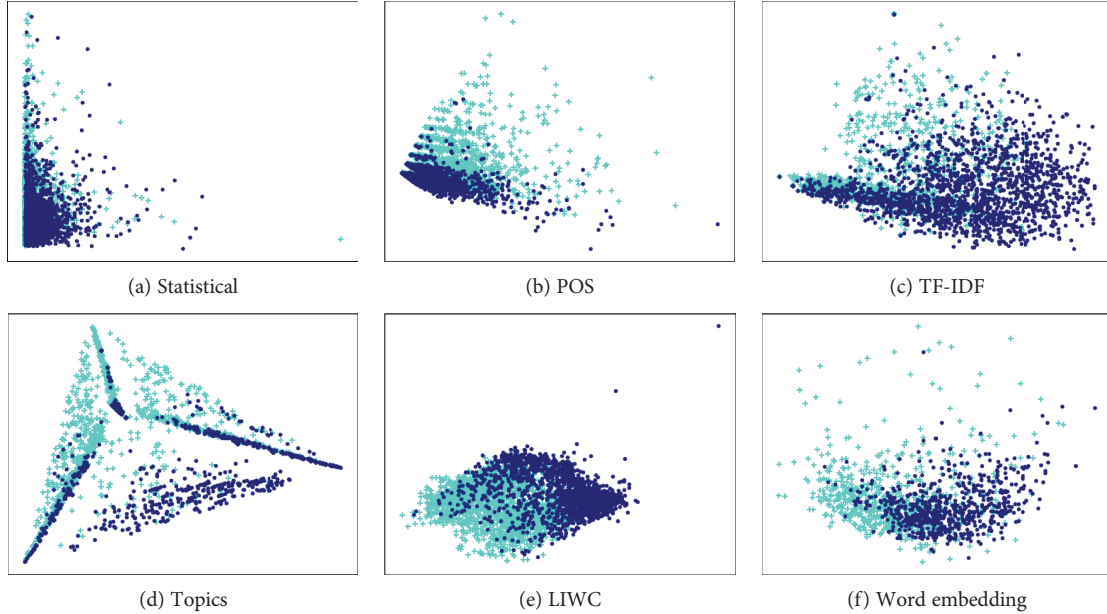 (a) Statistical
(b) POS
(c) TF-IDF
(d) Topics
(e) LIWC
(f) Word embedding